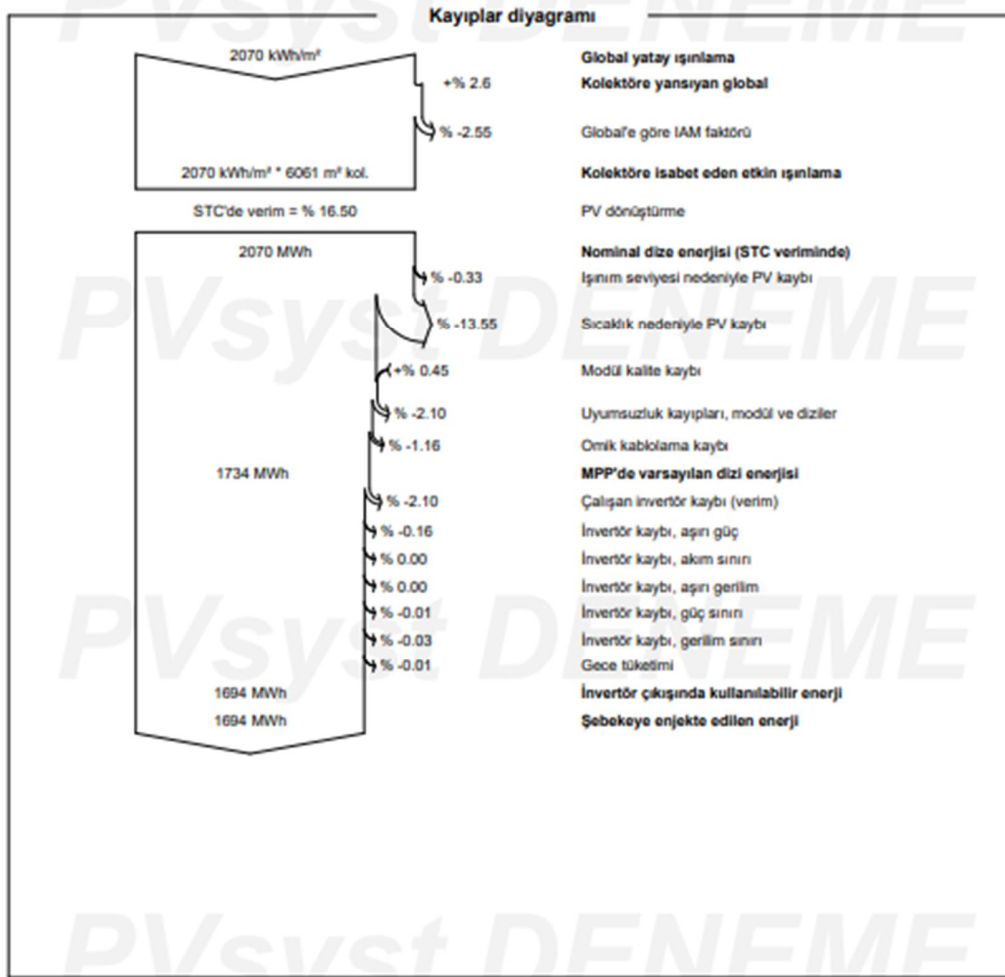 Kayıplar diyagramı
2070 kWh/m² Global yatay ışınlama
+% 2.6 Kolektöre yansıyan global
% -2.55 Global'e göre IAM faktörü
2070 kWh/m² * 6061 m² kol. Kolektöre isabet eden etkin ışınlama
STC'de verim = % 16.50 PV dönüştürme
2070 MWh Nominal dize enerjisi (STC veriminde)
% -0.33 Işınım seviyesi nedeniyle PV kaybı
% -13.55 Sıcaklık nedeniyle PV kaybı
+% 0.45 Modül kalite kaybı
% -2.10 Uyumsuzluk kayıpları, modül ve diziler
% -1.16 Omik kablolama kaybı
1734 MWh MPP'de varsayılan dizi enerjisi
% -2.10 Çalışan invertör kaybı (verim)
% -0.16 İnvertör kaybı, aşırı güç
% 0.00 İnvertör kaybı, akım sınırı
% 0.00 İnvertör kaybı, aşırı gerilim
% -0.01 İnvertör kaybı, güç sınırı
% -0.03 İnvertör kaybı, gerilim sınırı
% -0.01 Gece tüketimi
1694 MWh İnvertör çıkışında kullanılabilir enerji
1694 MWh Şebekeye enjekte edilen enerji
PVsyst DENEME
PVsyst DENEME
PVsyst DENEME
PVsyst DENEME